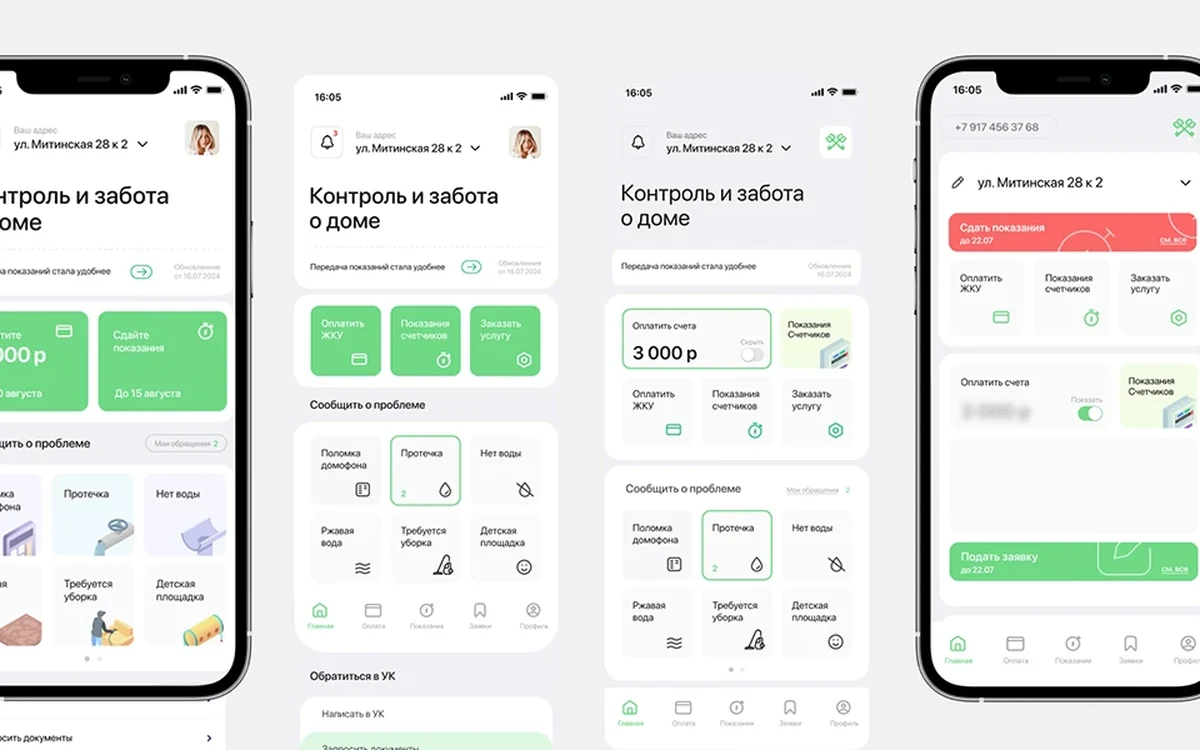 Ваш адрес
ул. Митинская 28 к 2
Передача показаний стала удобнее
Обновление
от 16.07.2024
Сдайте
показания
До 15 августа
Мои обращения 2
Протечка
Нет воды
Требуется
уборка
Детская
площадка
16:05
3
Ваш адрес
ул. Митинская 28 к 2
Контроль и забота
о доме
Передача показаний стала удобнее
Обновление
от 16.07.2024
Оплатить
ЖКУ
Показания
счетчиков
Заказать
услугу
Сообщить о проблеме
Поломка
домофона
Протечка
2
Нет воды
Ржавая
вода
Требуется
уборка
Детская
площадка
Главная
Оплата
Показания
Заявки
Профиль
Обратиться в УК
Написать в УК
Запросить документы
16:05
Ваш адрес
ул. Митинская 28 к 2
Контроль и забота
о доме
Передача показаний стала удобнее
Обновление
16.07.2024
Оплатить счета
3 000 р
Скрыть
Показания
Счетчиков
Оплатить
ЖКУ
Показания
счетчиков
Заказать
услугу
Сообщить о проблеме
Мои обращения 2
Поломка
домофона
Протечка
2
Нет воды
Ржавая
вода
Требуется
уборка
Детская
площадка
Главная
Оплата
Показания
Заявки
Профиль
16:05
+7 917 456 37 68
ул. Митинская 28 к 2
Сдать показания
до 22.07
см. все
Оплатить
ЖКУ
Показания
счетчиков
Заказать
услугу
Оплатить счета
Показать
Показания
Счетчиков
Подать заявку
до 22.07
см. все
Главная
Оплата
Показания
Заявки